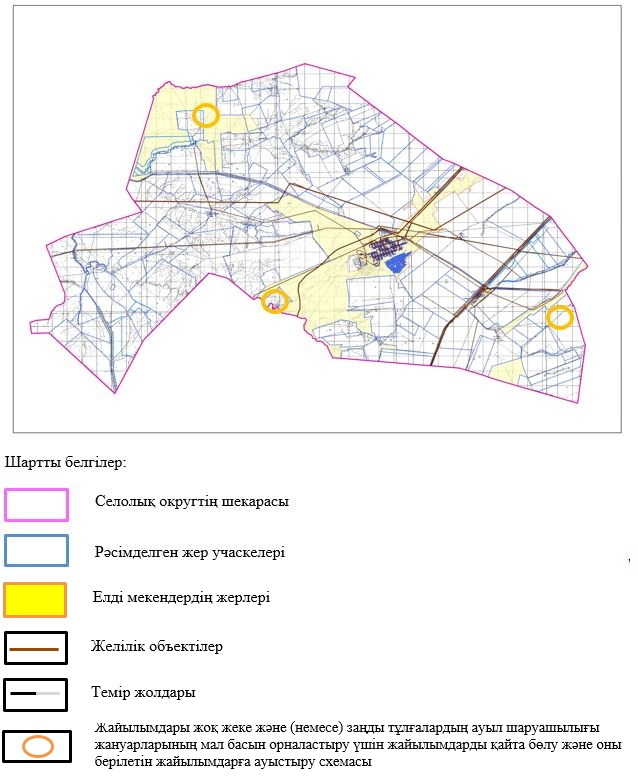 Шартты белгілер:
Селолық округтің шекарасы
Рәсімделген жер учаскелері
Елді мекендердің жерлері
Желілік объектілер
Темір жолдары
Жайылымдары жоқ жеке және (немесе) заңды тұлғалардың ауыл шаруашылығы
жануарларының мал басын орналастыру үшін жайылымдарды қайта бөлу және оны
берілетін жайылымдарға ауыстыру схемасы